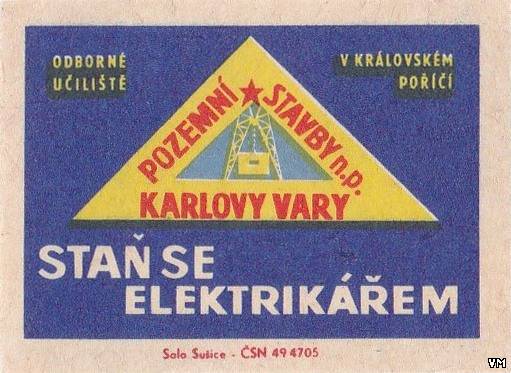 ODBORNÉ
UČILIŠTĚ
V KRÁLOVSKÉM
POŘÍČÍ
POZEMNÍ ★ STAVBY n.p.
KARLOVY VARY
STAŇ SE
ELEKTRIKÁŘEM
Solo Sušice - ČSN 49 4705
VM